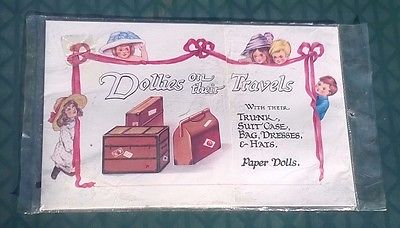 Dollies on their Travels
With their
Trunk,
Suit Case,
Bag, Dresses,
& Hats.
Paper Dolls.